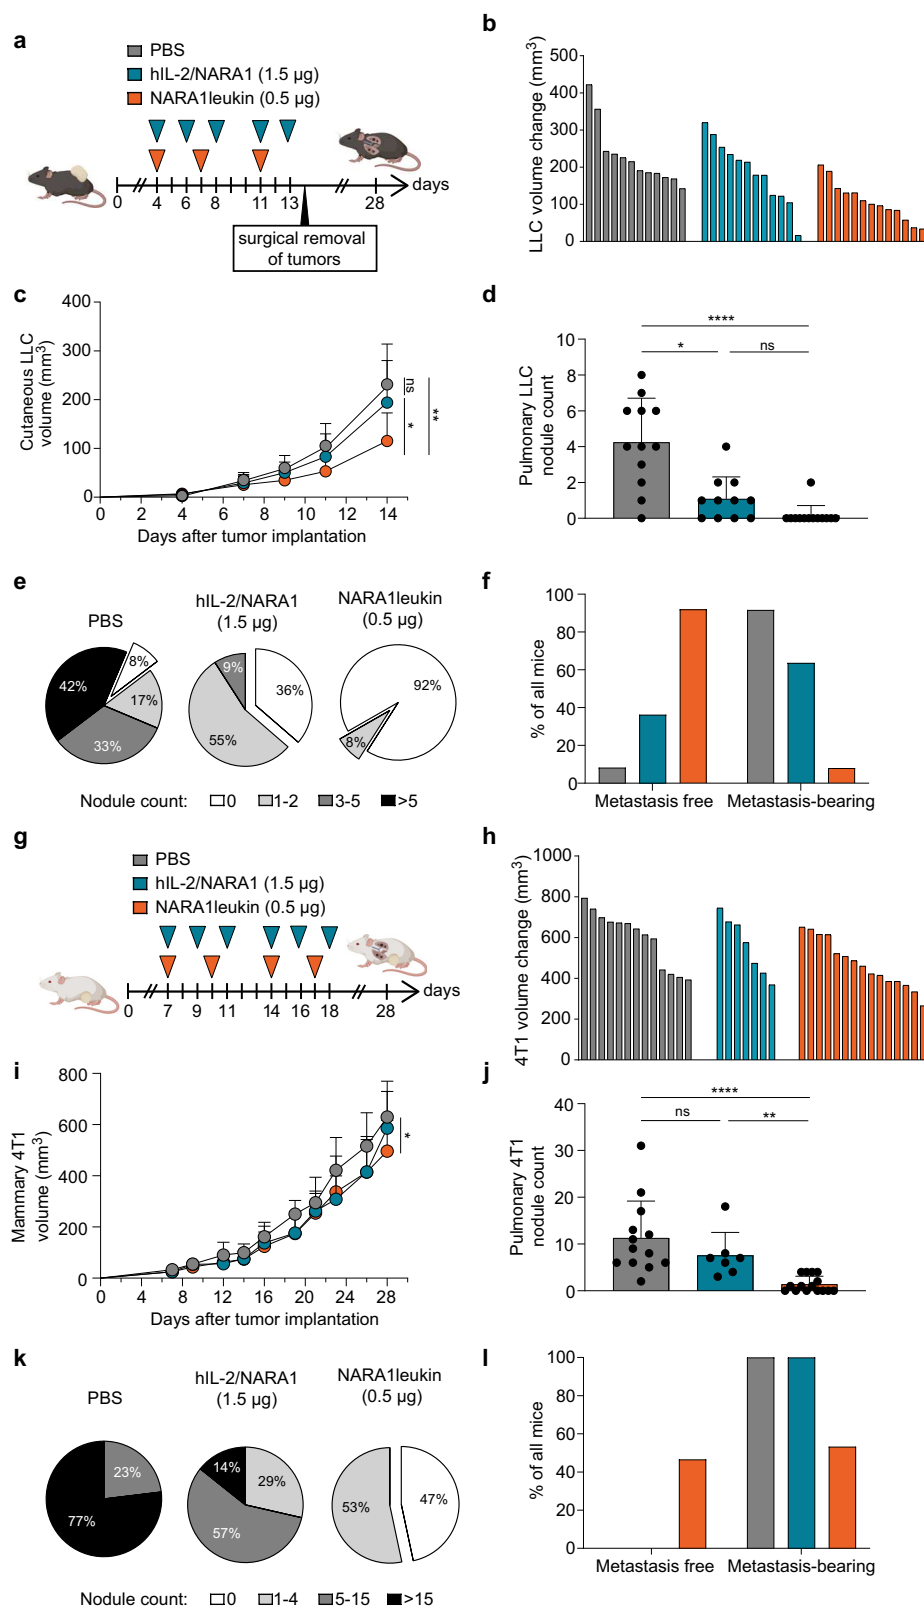 a
PBS
hIL-2/NARA1 (1.5 µg)
NARA1leukin (0.5 µg)
0 4 6 8 11 13 28 days
surgical removal
of tumors
b
LLC volume change (mm³)
500
400
300
200
100
0
c
Cutaneous LLC
volume (mm³)
400
300
200
100
0
0 2 4 6 8 10 12 14
Days after tumor implantation
ns
*
**
d
Pulmonary LLC
nodule count
10
8
6
4
2
0
****
* ns
e
PBS
hIL-2/NARA1
(1.5 µg)
NARA1leukin
(0.5 µg)
8%
17%
33%
42%
9%
36%
55%
92%
8%
Nodule count: 0 1-2 3-5 >5
f
% of all mice
100
80
60
40
20
0
Metastasis free Metastasis-bearing
g
PBS
hIL-2/NARA1 (1.5 µg)
NARA1leukin (0.5 µg)
0 7 9 11 14 16 18 28 days
h
4T1 volume change (mm³)
1000
800
600
400
200
0
i
Mammary 4T1
volume (mm³)
800
600
400
200
0
0 4 8 12 16 20 24 28
Days after tumor implantation
*
j
Pulmonary 4T1
nodule count
40
30
20
10
0
****
ns **
k
PBS
hIL-2/NARA1
(1.5 µg)
NARA1leukin
(0.5 µg)
23%
77%
14%
29%
57%
53%
47%
Nodule count: 0 1-4 5-15 >15
l
% of all mice
100
80
60
40
20
0
Metastasis free Metastasis-bearing